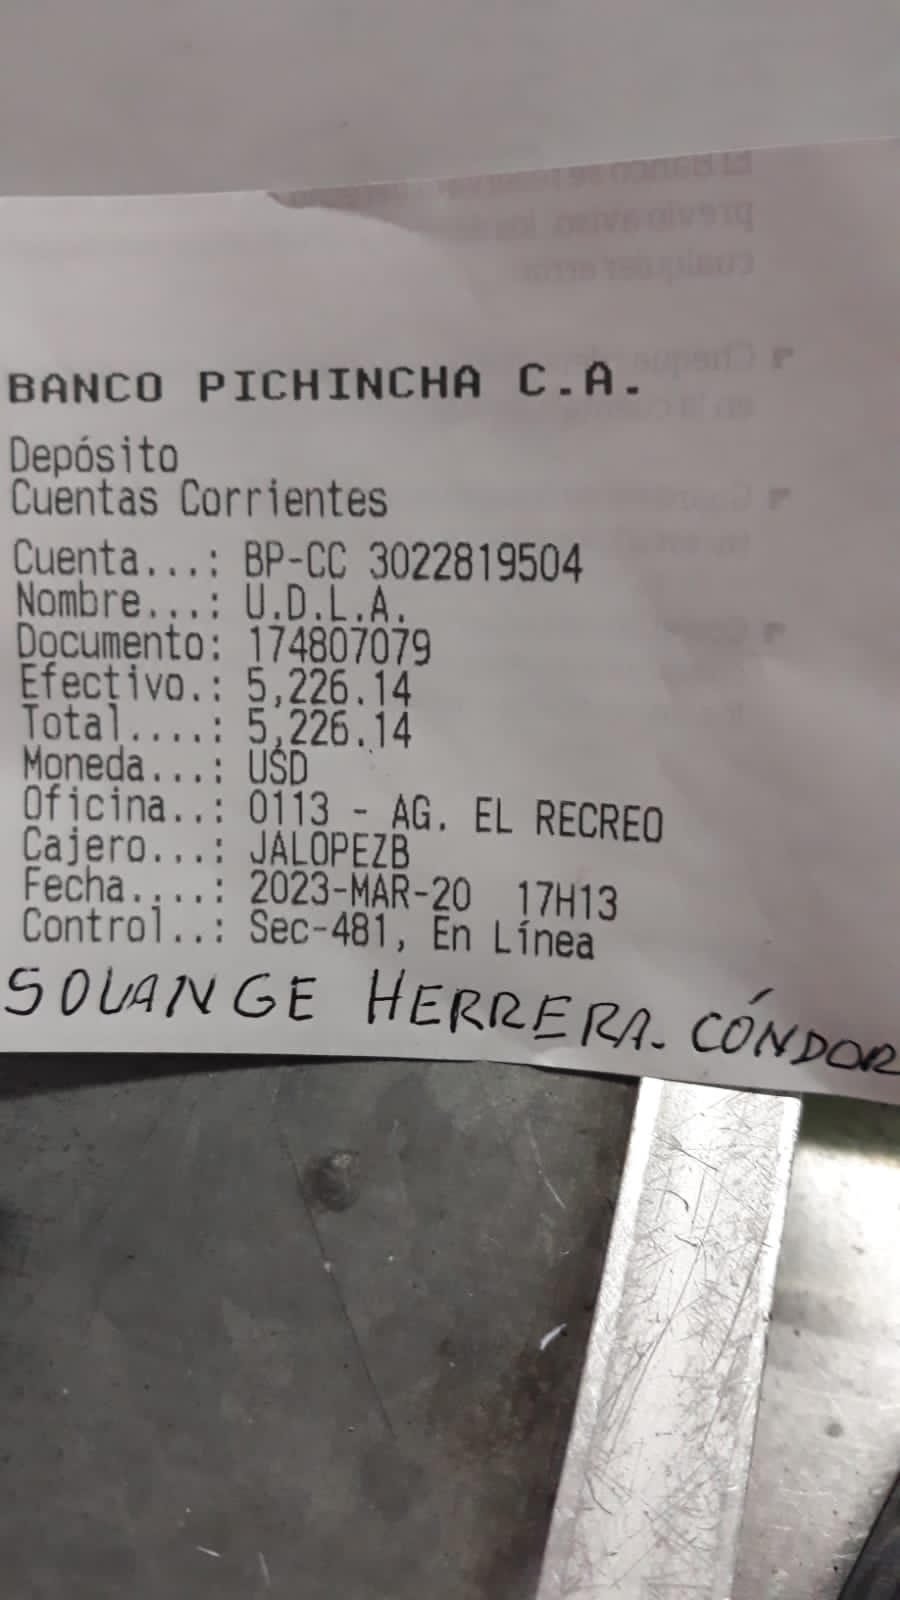 BANCO PICHINCHA C.A.
Depósito
Cuentas Corrientes
Cuenta...: BP-CC 3022819504
Nombre...: U.D.L.A.
Documento: 174807079
Efectivo.: 5,226.14
Total....: 5,226.14
Moneda...: USD
Oficina..: 0113 - AG. EL RECREO
Cajero...: JALOPEZB
Fecha....: 2023-MAR-20 17H13
Control..: Sec-481, En Línea
SOLANGE HERRERA. CÓNDOR